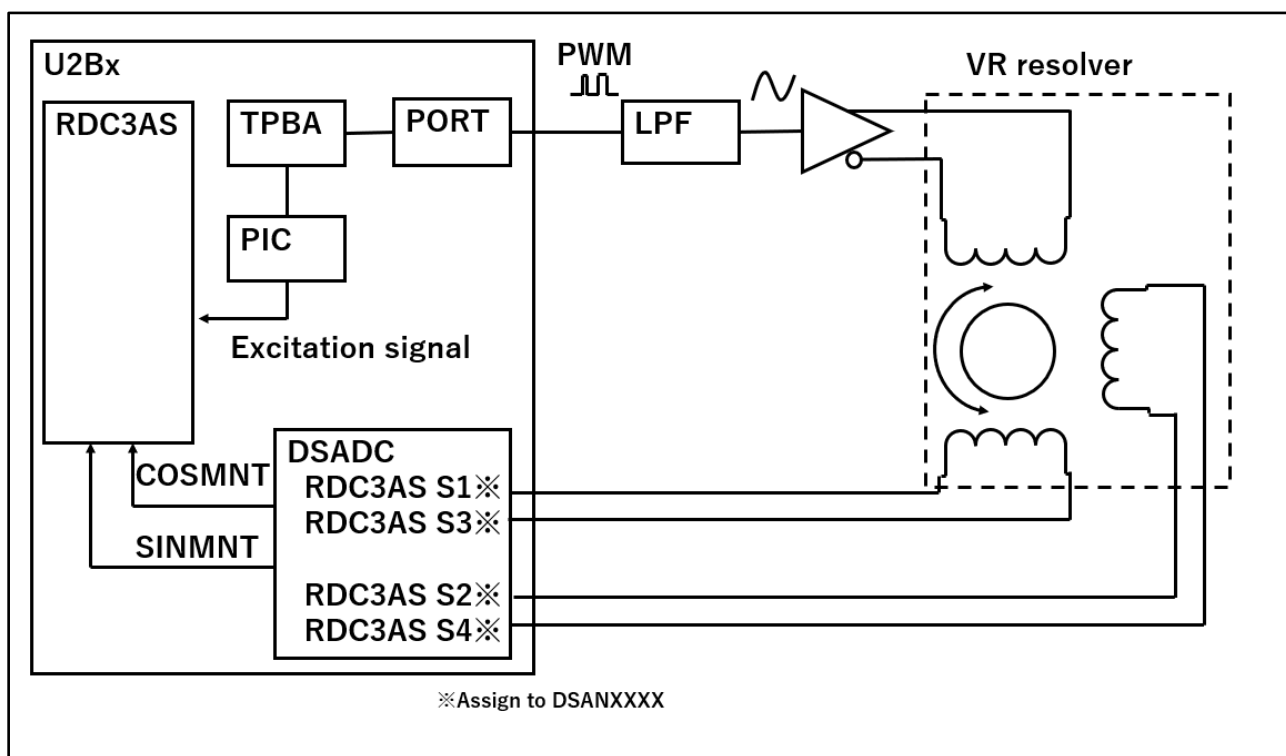 U2Bx
RDC3AS
TPBA
PORT
PWM
LPF
VR resolver
PIC
Excitation signal
COSMNT
SINMNT
DSADC
RDC3AS S1※
RDC3AS S3※
RDC3AS S2※
RDC3AS S4※
※Assign to DSANXXXX